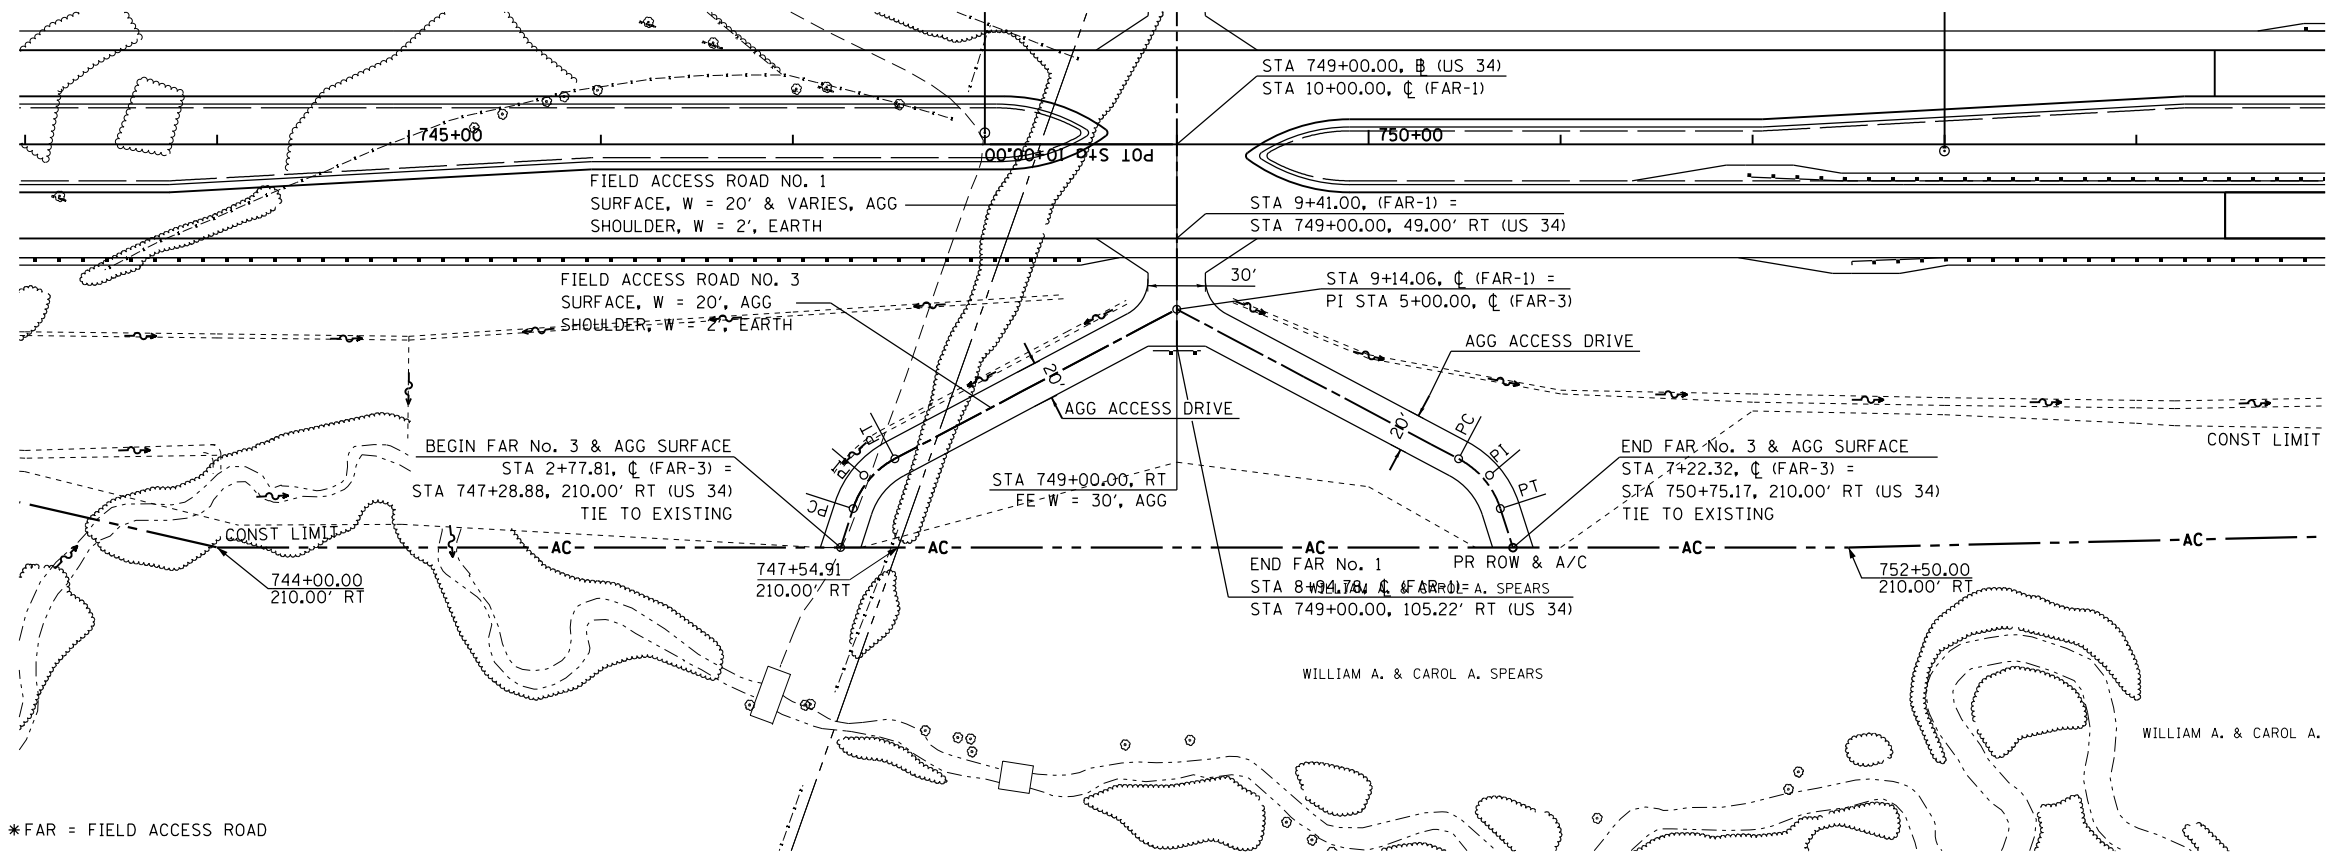 STA 749+00.00, ℄ (US 34)
STA 10+00.00, ℄ (FAR-1)
745+00
750+00
POT Sta 10+00.00
FIELD ACCESS ROAD NO. 1
SURFACE, W = 20' & VARIES, AGG
SHOULDER, W = 2', EARTH
STA 9+41.00, (FAR-1) =
STA 749+00.00, 49.00' RT (US 34)
FIELD ACCESS ROAD NO. 3
SURFACE, W = 20', AGG
SHOULDER, W = 2', EARTH
30'
STA 9+14.06, ℄ (FAR-1) =
PI STA 5+00.00, ℄ (FAR-3)
AGG ACCESS DRIVE
20'
AGG ACCESS DRIVE
20'
PC
PI
PT
PT
PI
PC
BEGIN FAR No. 3 & AGG SURFACE
STA 2+77.81, ℄ (FAR-3) =
STA 747+28.88, 210.00' RT (US 34)
TIE TO EXISTING
STA 749+00.00, RT
EE W = 30', AGG
END FAR No. 3 & AGG SURFACE
STA 7+22.32, ℄ (FAR-3) =
STA 750+75.17, 210.00' RT (US 34)
TIE TO EXISTING
CONST LIMIT
CONST LIMIT
AC
AC
AC
AC
AC
744+00.00
210.00' RT
747+54.91
210.00' RT
END FAR No. 1
STA 8+94.78, ℄ (FAR-1)=
STA 749+00.00, 105.22' RT (US 34)
PR ROW & A/C
WILLIAM A. & CAROL A. SPEARS
752+50.00
210.00' RT
WILLIAM A. & CAROL A. SPEARS
WILLIAM A. & CAROL A.
*FAR = FIELD ACCESS ROAD